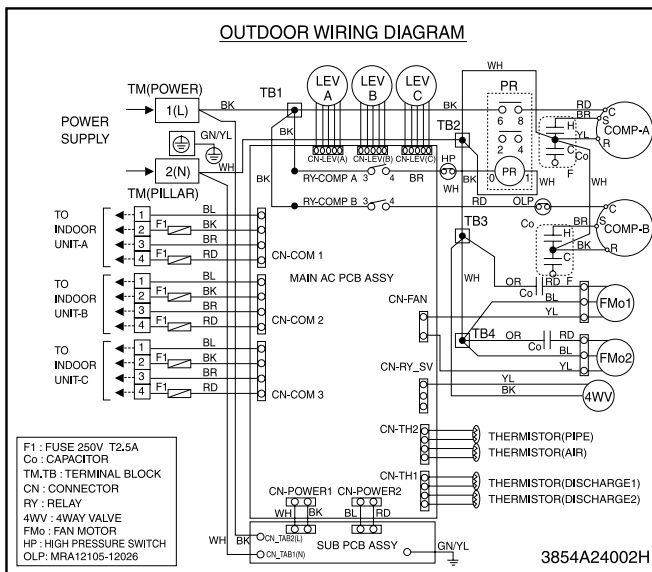 OUTDOOR WIRING DIAGRAM
TM(POWER)
1(L)
BK
TB1
LEV A
LEV B
LEV C
WH
PR
BK
6 8
2 4
0 PR 1
RD
BR
YL
C
S
R
COMP-A
H
C
Co
F
POWER SUPPLY
GN/YL
2(N)
WH
TM(PILLAR)
BK
BK
CN-LEV(A)
CN-LEV(B)
CN-LEV(C)
TB2
HP
RY-COMP A 3 4
BR
WH
BK
WH
WH
RY-COMP B 3 4
RD
OLP
C
S
R
COMP-B
BR
BK
Co
H
C
F
TO INDOOR UNIT-A
1 BL
2 F1 BK
3 BR
4 F1 RD
CN-COM 1
MAIN AC PCB ASSY
TB3
WH
OR
Co
RD
BL
YL
FMo1
TO INDOOR UNIT-B
1 BL
2 F1 BK
3 BR
4 F1 RD
CN-COM 2
CN-FAN
TB4
OR
Co
RD
BL
YL
FMo2
TO INDOOR UNIT-C
1 BL
2 F1 BK
3 BR
4 F1 RD
CN-COM 3
CN-RY_SV
YL
BK
4WV
CN-TH2
THERMISTOR(PIPE)
THERMISTOR(AIR)
CN-TH1
THERMISTOR(DISCHARGE1)
THERMISTOR(DISCHARGE2)
F1 : FUSE 250V T2.5A
Co : CAPACITOR
TM.TB : TERMINAL BLOCK
CN : CONNECTOR
RY : RELAY
4WV : 4WAY VALVE
FMo : FAN MOTOR
HP : HIGH PRESSURE SWITCH
OLP: MRA12105-12026
CN-POWER1
CN-POWER2
WH BK
BL RD
WH
BK
CN_TAB2(L)
CN_TAB1(N)
SUB PCB ASSY
GN/YL
3854A24002H